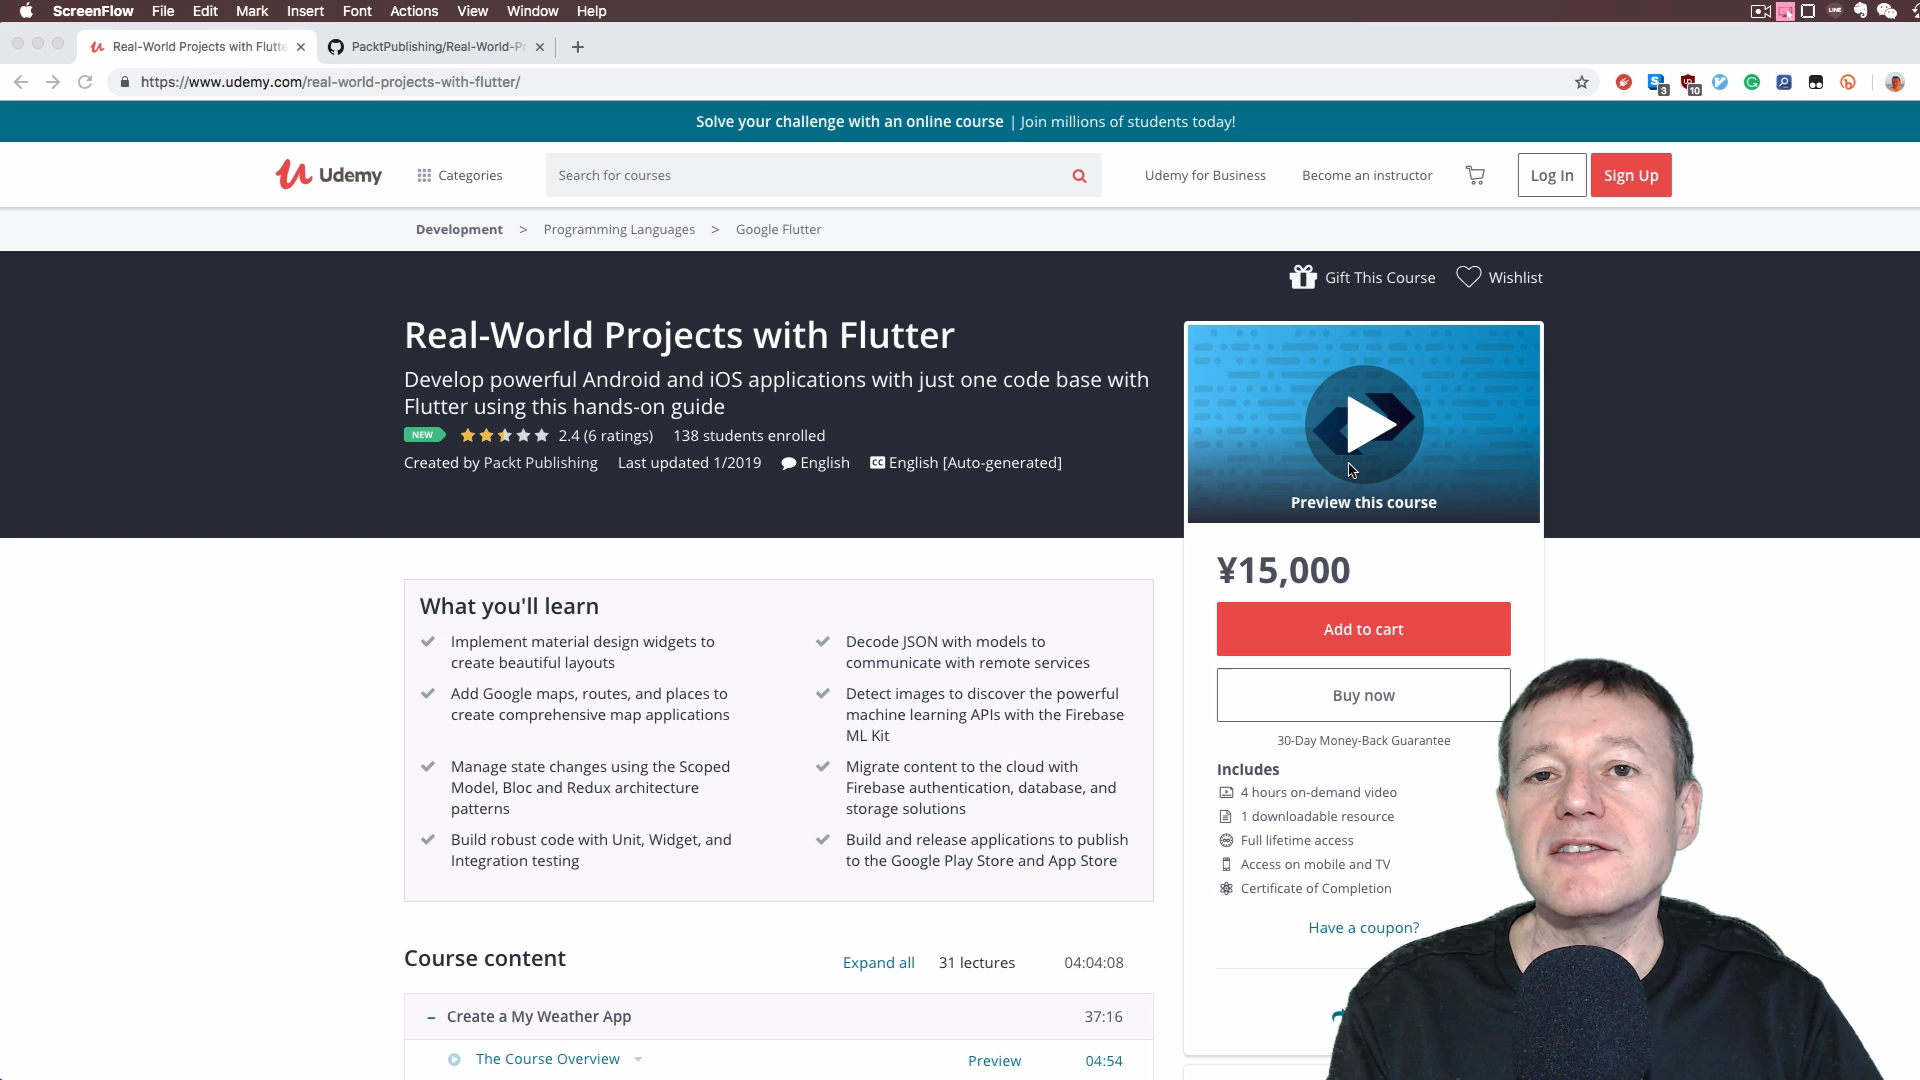 ScreenFlow File Edit Mark Insert Font Actions View Window Help
Real-World Projects with Flutte
PacktPublishing/Real-World-Pr
https://www.udemy.com/real-world-projects-with-flutter/
3
10
Solve your challenge with an online course | Join millions of students today!
Udemy
Categories
Search for courses
Udemy for Business
Become an instructor
Log In
Sign Up
Development > Programming Languages > Google Flutter
Gift This Course
Wishlist
Real-World Projects with Flutter
Develop powerful Android and iOS applications with just one code base with
Flutter using this hands-on guide
NEW 2.4 (6 ratings) 138 students enrolled
Created by Packt Publishing Last updated 1/2019 English CC English [Auto-generated]
Preview this course
¥15,000
Add to cart
Buy now
30-Day Money-Back Guarantee
Includes
4 hours on-demand video
1 downloadable resource
Full lifetime access
Access on mobile and TV
Certificate of Completion
Have a coupon?
What you'll learn
Implement material design widgets to
create beautiful layouts
Decode JSON with models to
communicate with remote services
Add Google maps, routes, and places to
create comprehensive map applications
Detect images to discover the powerful
machine learning APIs with the Firebase
ML Kit
Manage state changes using the Scoped
Model, Bloc and Redux architecture
patterns
Migrate content to the cloud with
Firebase authentication, database, and
storage solutions
Build robust code with Unit, Widget, and
Integration testing
Build and release applications to publish
to the Google Play Store and App Store
Course content
Expand all 31 lectures 04:04:08
Create a My Weather App 37:16
The Course Overview Preview 04:54